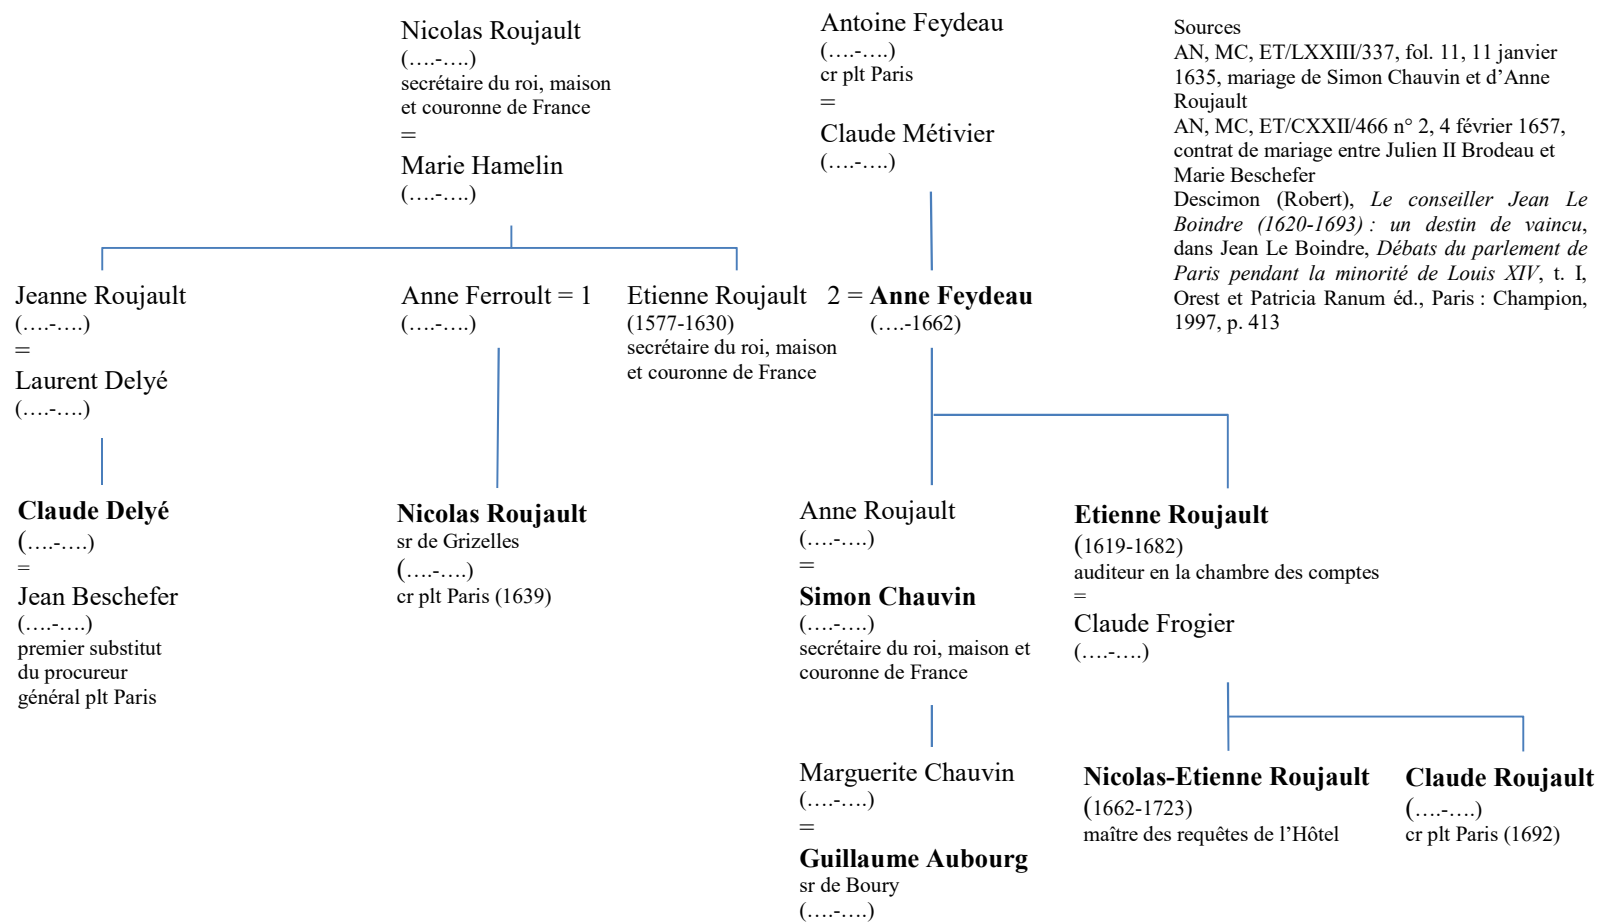 Nicolas Roujault
(….-….)
secrétaire du roi, maison
et couronne de France
=
Marie Hamelin
(….-….)
Antoine Feydeau
(….-….)
cr plt Paris
=
Claude Métivier
(….-….)
Sources
AN, MC, ET/LXXIII/337, fol. 11, 11 janvier
1635, mariage de Simon Chauvin et d’Anne
Roujault
AN, MC, ET/CXXII/466 n° 2, 4 février 1657,
contrat de mariage entre Julien II Brodeau et
Marie Beschefer
Descimon (Robert), Le conseiller Jean Le
Boindre (1620-1693) : un destin de vaincu,
dans Jean Le Boindre, Débats du parlement de
Paris pendant la minorité de Louis XIV, t. I,
Orest et Patricia Ranum éd., Paris : Champion,
1997, p. 413
Jeanne Roujault
(….-….)
=
Laurent Delyé
(….-….)
Anne Ferroult = 1
(….-….)
Etienne Roujault
(1577-1630)
secrétaire du roi, maison
et couronne de France
2 = Anne Feydeau
(….-1662)
Claude Delyé
(….-….)
=
Jean Beschefer
(….-….)
premier substitut
du procureur
général plt Paris
Nicolas Roujault
sr de Grizelles
(….-….)
cr plt Paris (1639)
Anne Roujault
(….-….)
=
Simon Chauvin
(….-….)
secrétaire du roi, maison et
couronne de France
Etienne Roujault
(1619-1682)
auditeur en la chambre des comptes
=
Claude Frogier
(….-….)
Marguerite Chauvin
(….-….)
=
Guillaume Aubourg
sr de Boury
(….-….)
Nicolas-Etienne Roujault
(1662-1723)
maître des requêtes de l’Hôtel
Claude Roujault
(….-….)
cr plt Paris (1692)